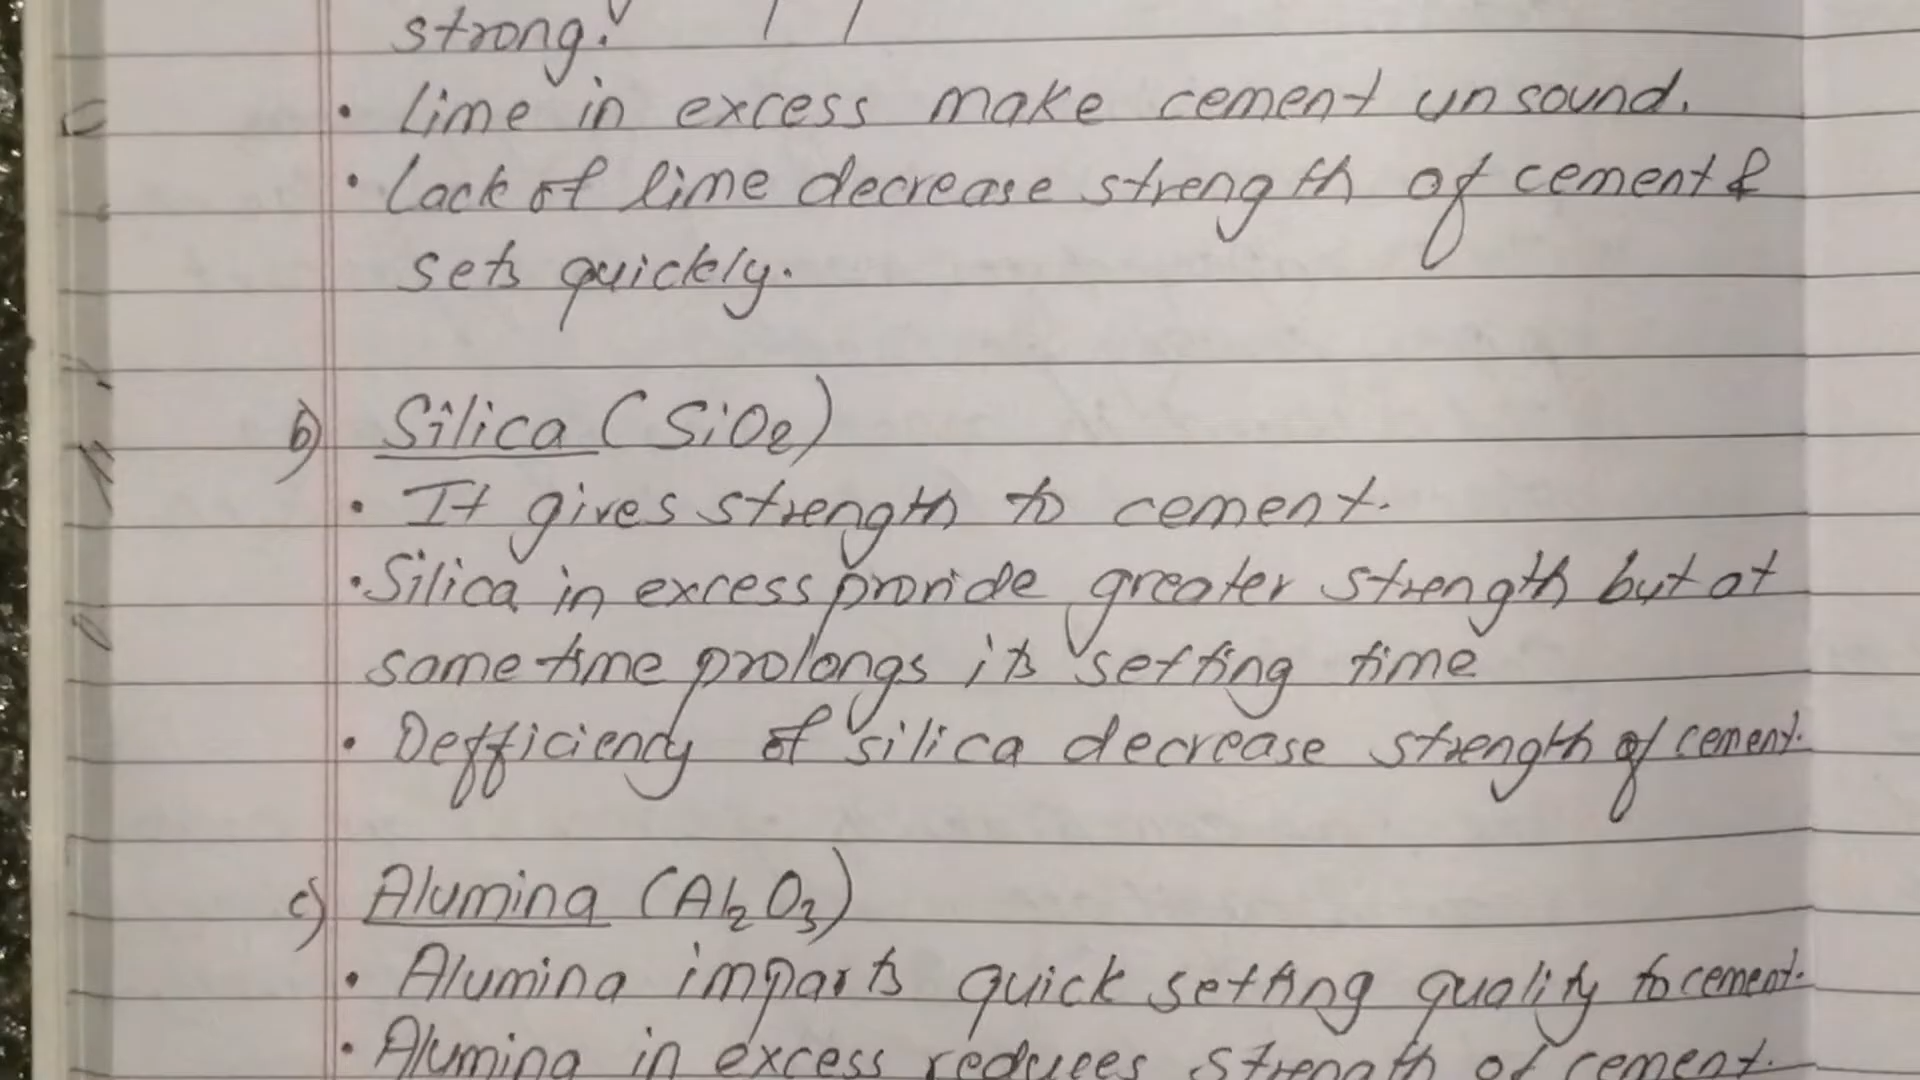 strong.
• Lime in excess make cement unsound.
• Lack of lime decrease strength of cement &
sets quickly.
b) Silica (SiO2)
• It gives strength to cement.
• Silica in excess provide greater strength but at
same time prolongs its setting time
• Defficiency of silica decrease strength of cement.
c) Alumina (Al2O3)
• Alumina imparts quick setting quality to cement.
• Alumina in excess reduces strength of cement.